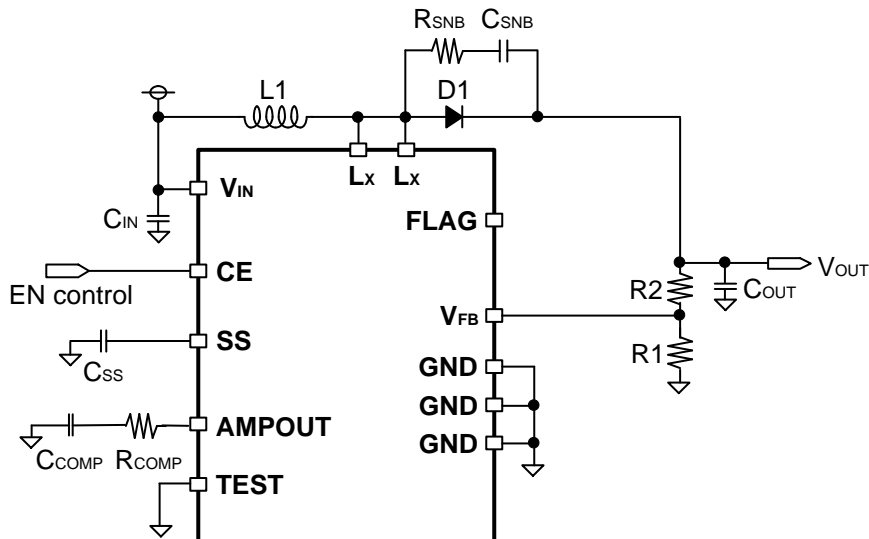 RSNB CSNB
L1
D1
LX LX
VIN
CIN
FLAG
CE
EN control
VOUT
R2
COUT
VFB
SS
R1
CSS
GND
GND
AMPOUT
CCOMP RCOMP
GND
TEST